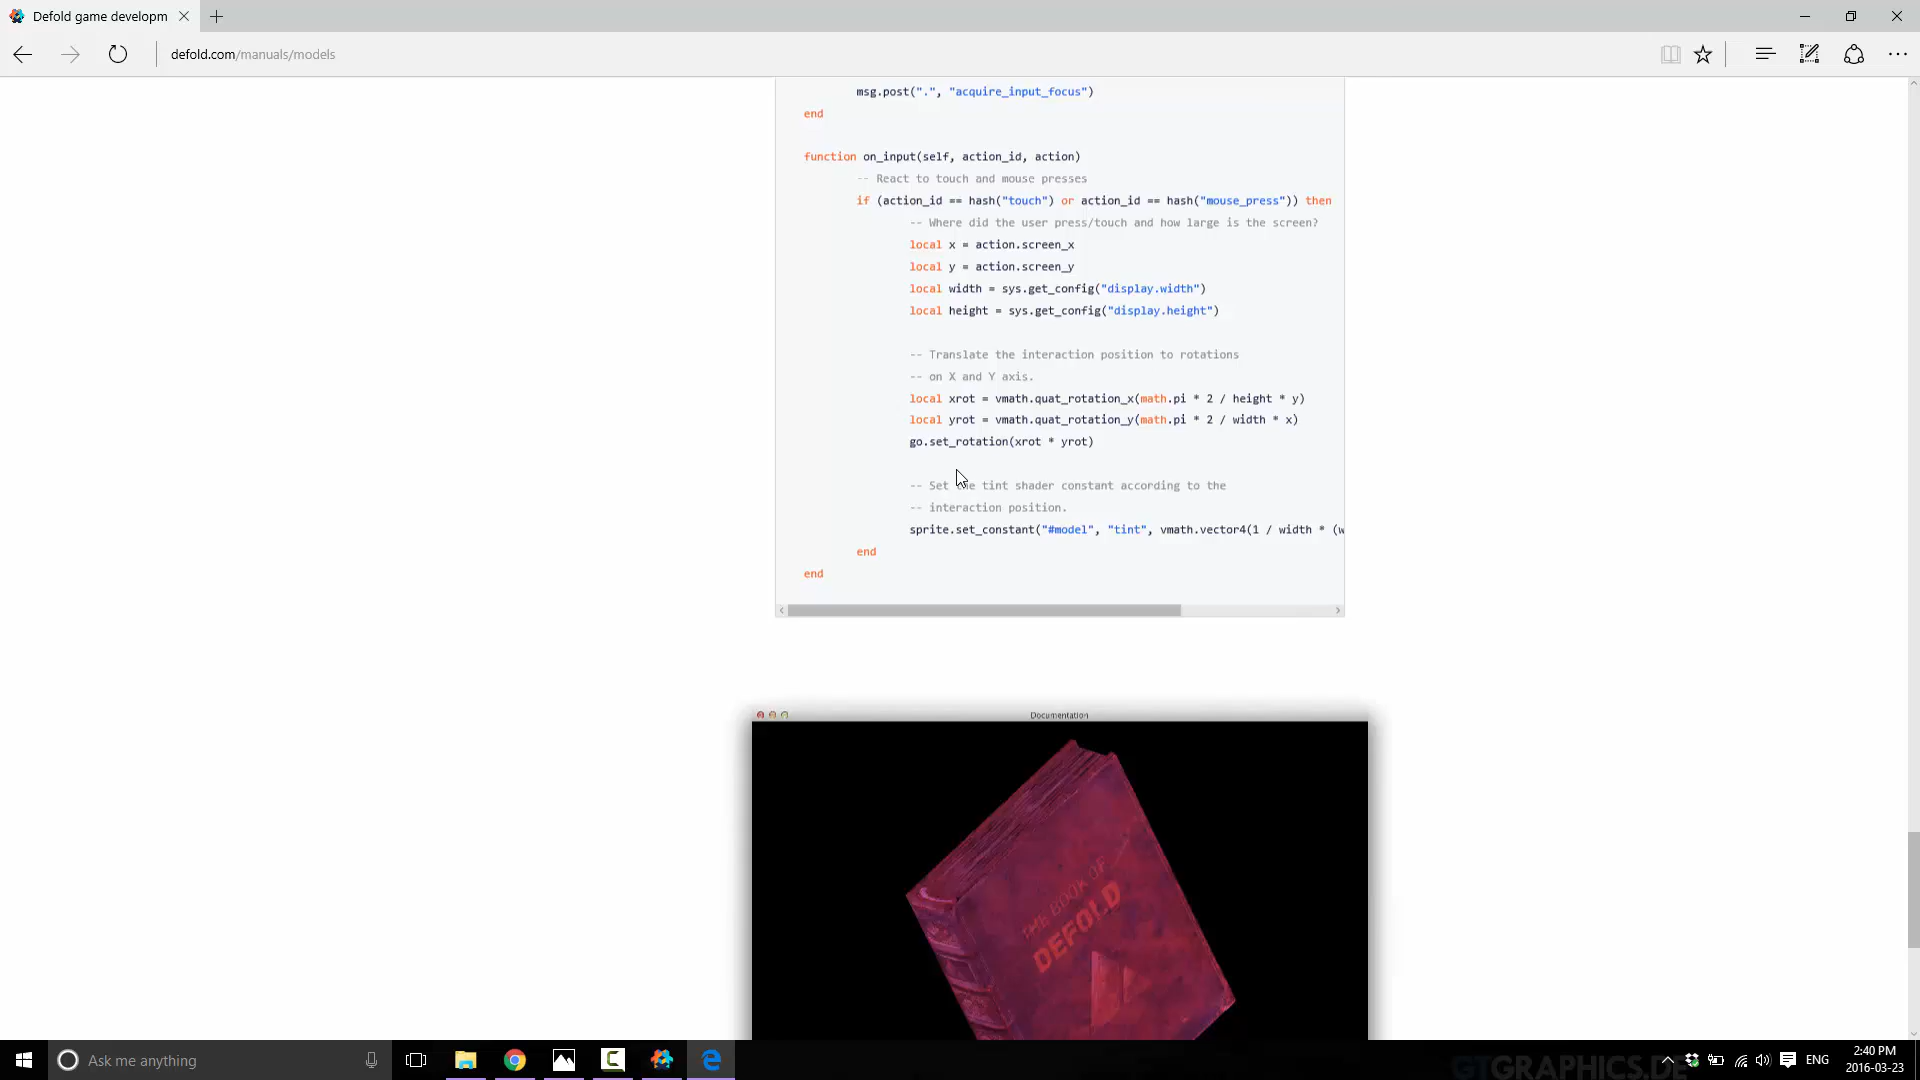 Defold game developm
defold.com/manuals/models
msg.post(".", "acquire_input_focus")
end
function on_input(self, action_id, action)
-- React to touch and mouse presses
if (action_id == hash("touch") or action_id == hash("mouse_press")) then
-- Where did the user press/touch and how large is the screen?
local x = action.screen_x
local y = action.screen_y
local width = sys.get_config("display.width")
local height = sys.get_config("display.height")
-- Translate the interaction position to rotations
-- on X and Y axis.
local xrot = vmath.quat_rotation_x(math.pi * 2 / height * y)
local yrot = vmath.quat_rotation_y(math.pi * 2 / width * x)
go.set_rotation(xrot * yrot)
-- Set the tint shader constant according to the
-- interaction position.
sprite.set_constant("#model", "tint", vmath.vector4(1 / width * (w
end
end
Documentation
THE BOOK OF
DEFOLD
Ask me anything
GTGRAPHICS.DE
ENG
2:40 PM
2016-03-23